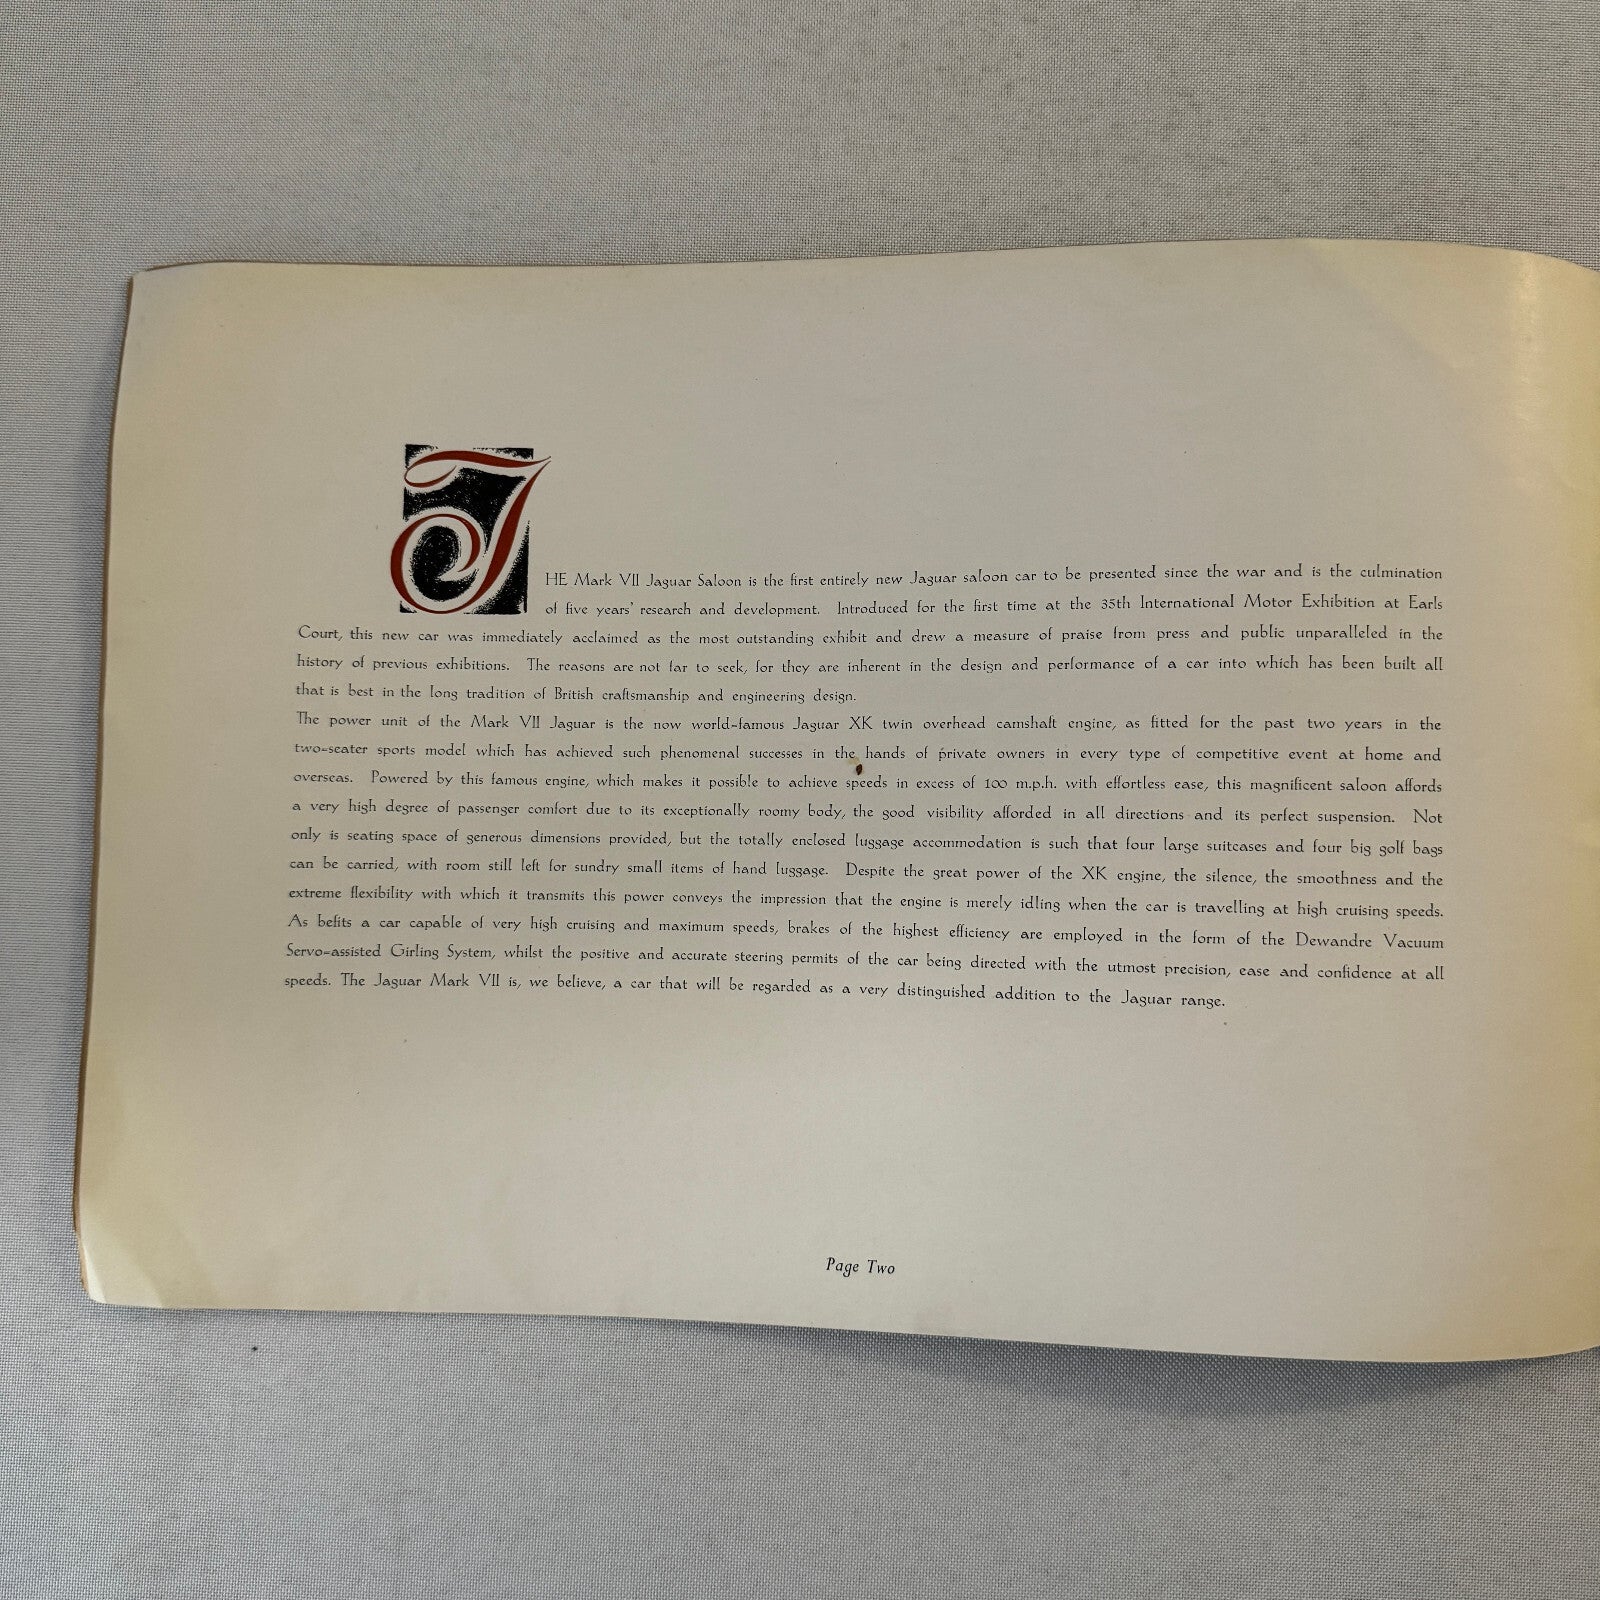 THE Mark VII Jaguar Saloon is the first entirely new Jaguar saloon car to be presented since the war and is the culmination
of five years' research and development. Introduced for the first time at the 35th International Motor Exhibition at Earls
Court, this new car was immediately acclaimed as the most outstanding exhibit and drew a measure of praise from press and public unparalleled in the
history of previous exhibitions. The reasons are not far to seek, for they are inherent in the design and performance of a car into which has been built all
that is best in the long tradition of British craftsmanship and engineering design.
The power unit of the Mark VII Jaguar is the now world-famous Jaguar XK twin overhead camshaft engine, as fitted for the past two years in the
two-seater sports model which has achieved such phenomenal successes in the hands of private owners in every type of competitive event at home and
overseas. Powered by this famous engine, which makes it possible to achieve speeds in excess of 100 m.p.h. with effortless ease, this magnificent saloon affords
a very high degree of passenger comfort due to its exceptionally roomy body, the good visibility afforded in all directions and its perfect suspension. Not
only is seating space of generous dimensions provided, but the totally enclosed luggage accommodation is such that four large suitcases and four big golf bags
can be carried, with room still left for sundry small items of hand luggage. Despite the great power of the XK engine, the silence, the smoothness and the
extreme flexibility with which it transmits this power conveys the impression that the engine is merely idling when the car is travelling at high cruising speeds.
As befits a car capable of very high cruising and maximum speeds, brakes of the highest efficiency are employed in the form of the Dewandre Vacuum
Servo-assisted Girling System, whilst the positive and accurate steering permits of the car being directed with the utmost precision, ease and confidence at all
speeds. The Jaguar Mark VII is, we believe, a car that will be regarded as a very distinguished addition to the Jaguar range.
Page Two